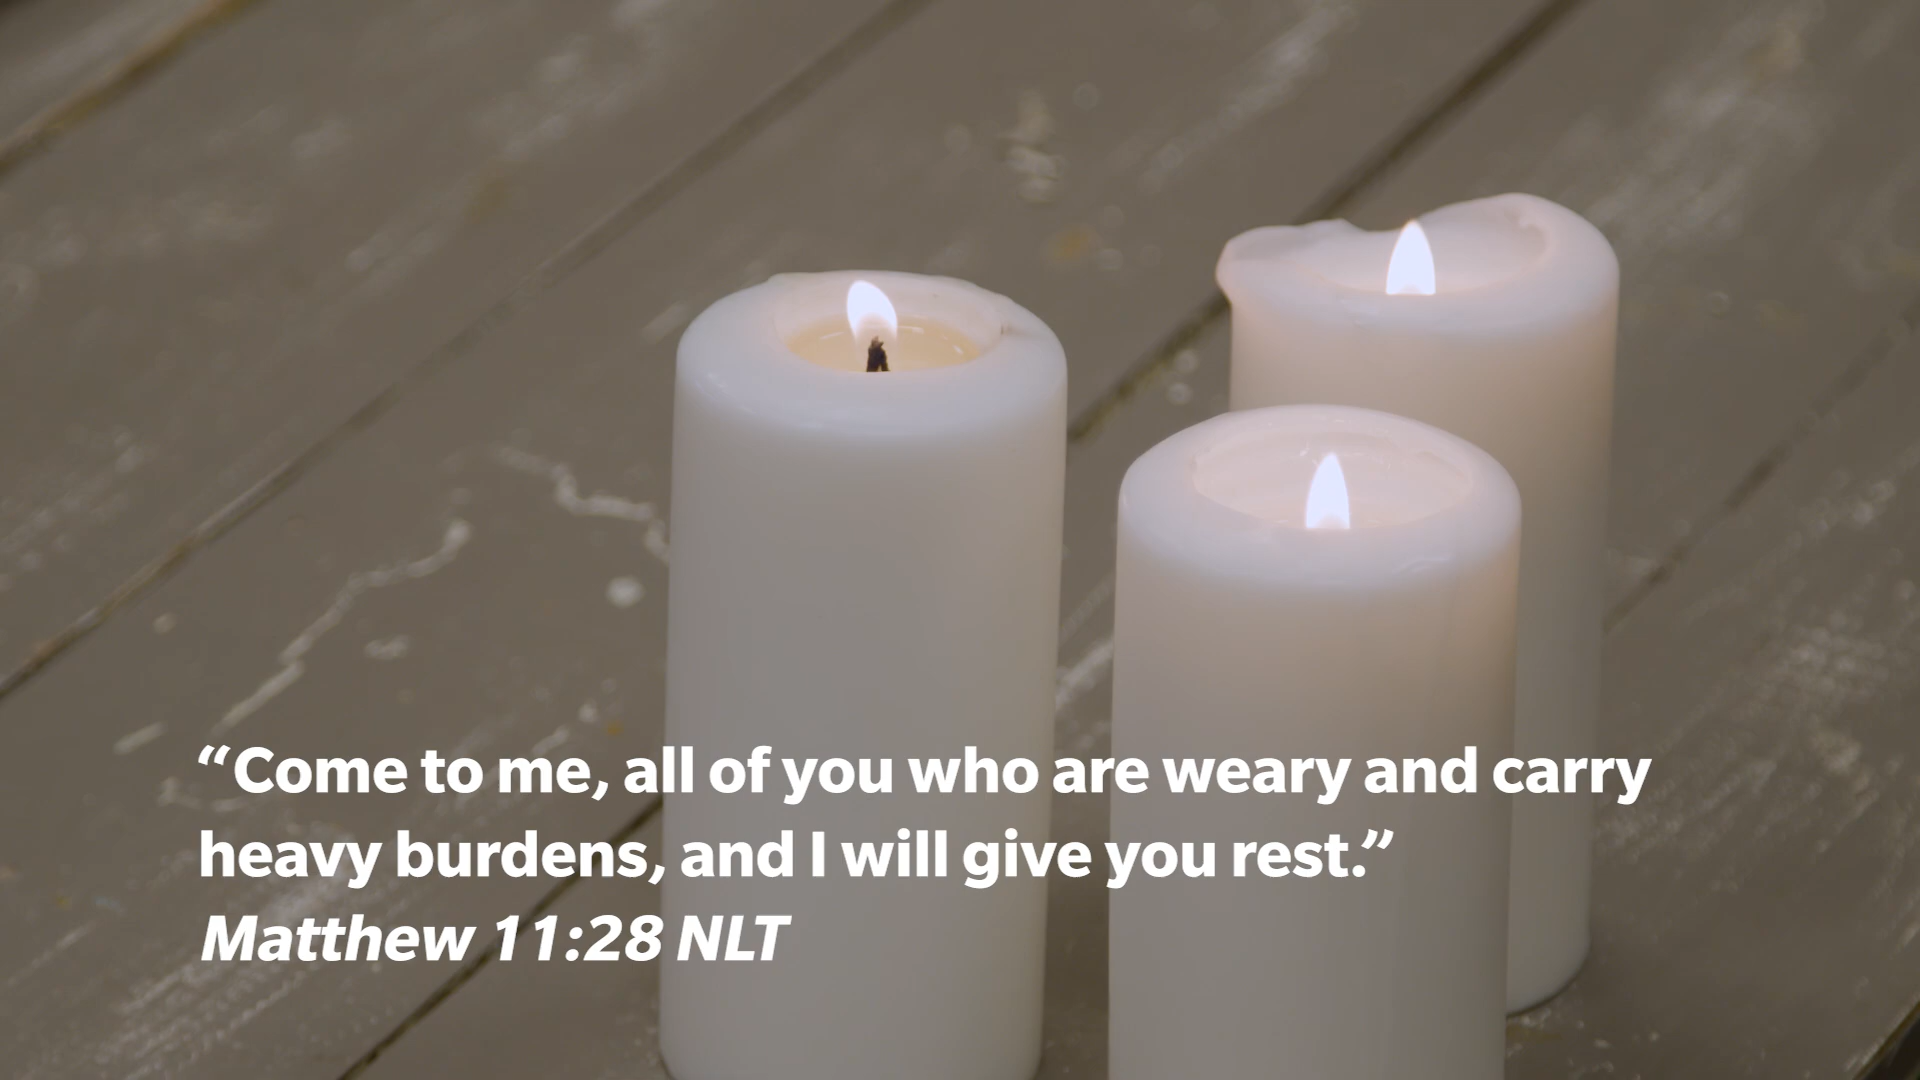 “Come to me, all of you who are weary and carry
heavy burdens, and I will give you rest.”
Matthew 11:28 NLT